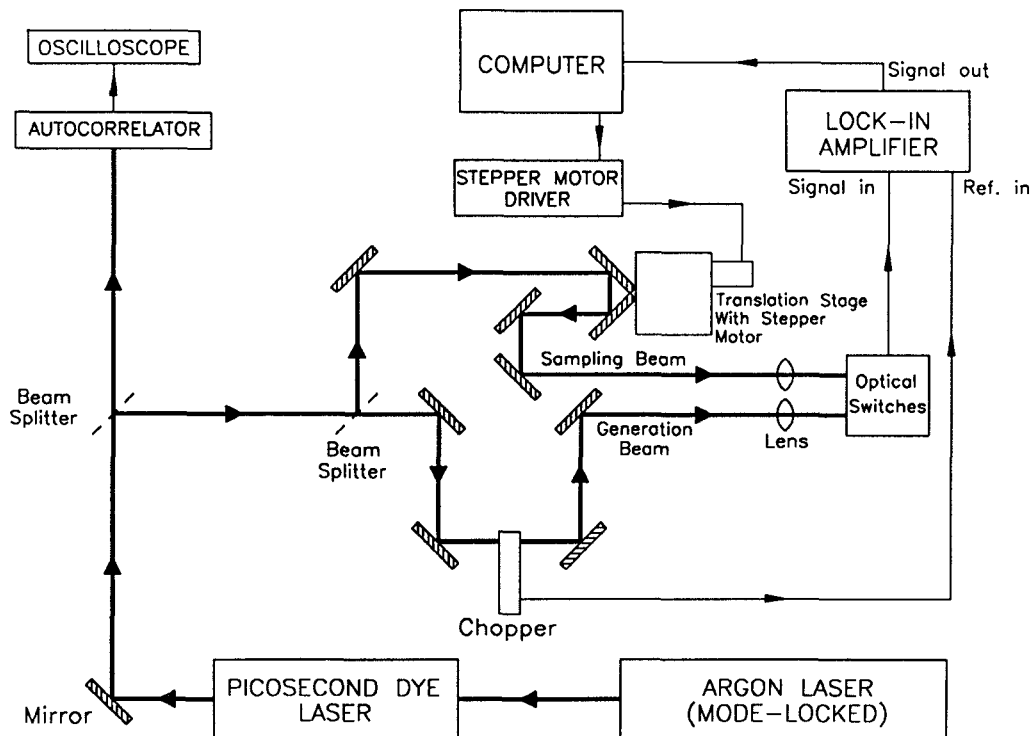 OSCILLOSCOPE
AUTOCORRELATOR
COMPUTER
Signal out
LOCK-IN
AMPLIFIER
Signal in
Ref. in
STEPPER MOTOR
DRIVER
Translation Stage
With Stepper
Motor
Sampling Beam
Optical
Switches
Beam
Splitter
Beam
Splitter
Generation
Beam
Lens
Chopper
Mirror
PICOSECOND DYE
LASER
ARGON LASER
(MODE-LOCKED)